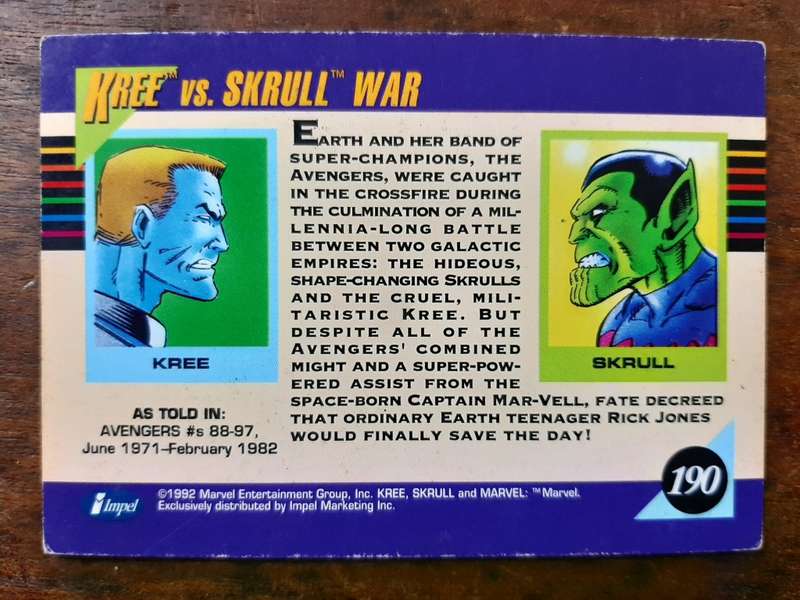 KREE™ vs. SKRULL™ WAR
EARTH AND HER BAND OF
SUPER-CHAMPIONS, THE
AVENGERS, WERE CAUGHT
IN THE CROSSFIRE DURING
THE CULMINATION OF A MIL-
LENNIA-LONG BATTLE
BETWEEN TWO GALACTIC
EMPIRES: THE HIDEOUS,
SHAPE-CHANGING SKRULLS
AND THE CRUEL, MILI-
TARISTIC KREE. BUT
DESPITE ALL OF THE
AVENGERS' COMBINED
MIGHT AND A SUPER-POW-
ERED ASSIST FROM THE
SPACE-BORN CAPTAIN MAR-VELL, FATE DECREED
THAT ORDINARY EARTH TEENAGER RICK JONES
WOULD FINALLY SAVE THE DAY!
KREE
SKRULL
AS TOLD IN:
AVENGERS #s 88-97,
June 1971–February 1982
190
Impel
©1992 Marvel Entertainment Group, Inc. KREE, SKRULL and MARVEL: ™ Marvel.
Exclusively distributed by Impel Marketing Inc.